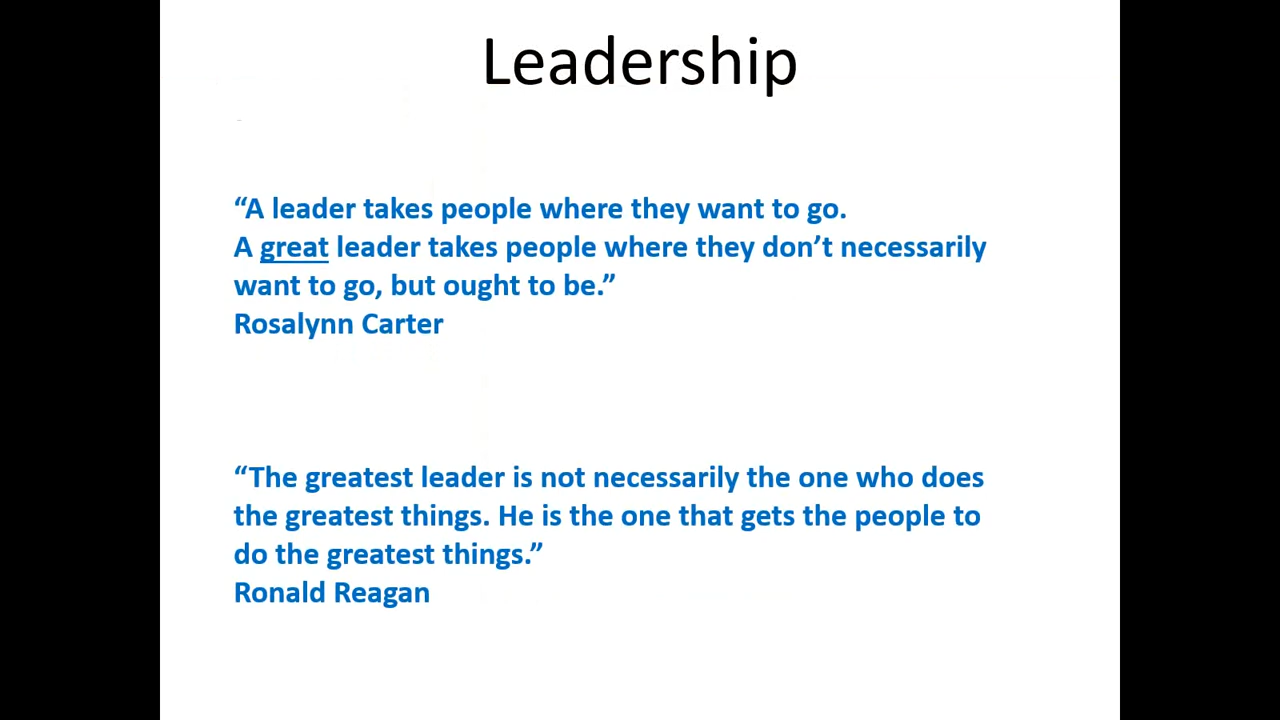 Leadership
“A leader takes people where they want to go.
A great leader takes people where they don’t necessarily
want to go, but ought to be.”
Rosalynn Carter
“The greatest leader is not necessarily the one who does
the greatest things. He is the one that gets the people to
do the greatest things.”
Ronald Reagan